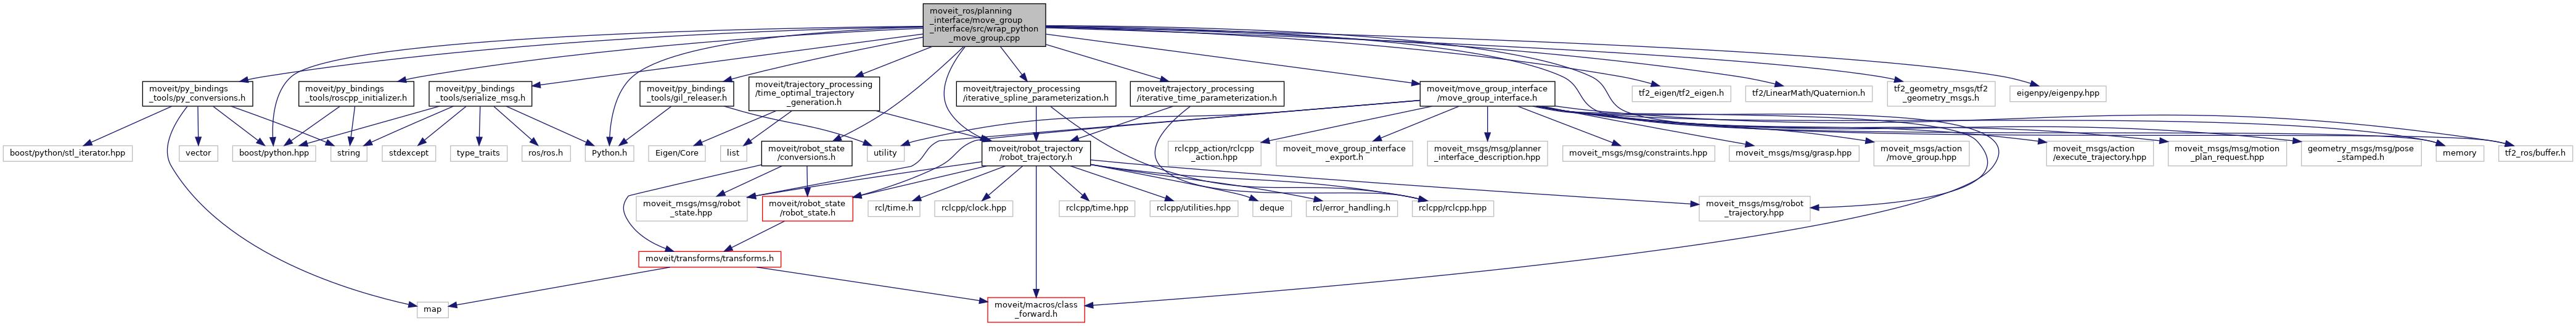 moveit_ros/planning
_interface/move_group
_interface/src/wrap_python
_move_group.cpp
moveit/py_bindings
_tools/py_conversions.h
moveit/py_bindings
_tools/roscpp_initializer.h
moveit/py_bindings
_tools/serialize_msg.h
moveit/py_bindings
_tools/gil_releaser.h
moveit/trajectory_processing
/time_optimal_trajectory
_generation.h
moveit/trajectory_processing
/iterative_spline_parameterization.h
moveit/trajectory_processing
/iterative_time_parameterization.h
moveit/move_group_interface
/move_group_interface.h
tf2_eigen/tf2_eigen.h
tf2/LinearMath/Quaternion.h
tf2_geometry_msgs/tf2
_geometry_msgs.h
eigenpy/eigenpy.hpp
boost/python/stl_iterator.hpp
vector
boost/python.hpp
string
stdexcept
type_traits
ros/ros.h
Python.h
Eigen/Core
list
moveit/robot_state
/conversions.h
utility
moveit/robot_trajectory
/robot_trajectory.h
rclcpp_action/rclcpp
_action.hpp
moveit_move_group_interface
_export.h
moveit_msgs/msg/planner
_interface_description.hpp
moveit_msgs/msg/constraints.hpp
moveit_msgs/msg/grasp.hpp
moveit_msgs/action
/move_group.hpp
moveit_msgs/action
/execute_trajectory.hpp
moveit_msgs/msg/motion
_plan_request.hpp
geometry_msgs/msg/pose
_stamped.h
memory
tf2_ros/buffer.h
moveit_msgs/msg/robot
_state.hpp
moveit/robot_state
/robot_state.h
rcl/time.h
rclcpp/clock.hpp
rclcpp/time.hpp
rclcpp/utilities.hpp
deque
rcl/error_handling.h
rclcpp/rclcpp.hpp
moveit_msgs/msg/robot
_trajectory.hpp
moveit/transforms/transforms.h
map
moveit/macros/class
_forward.h